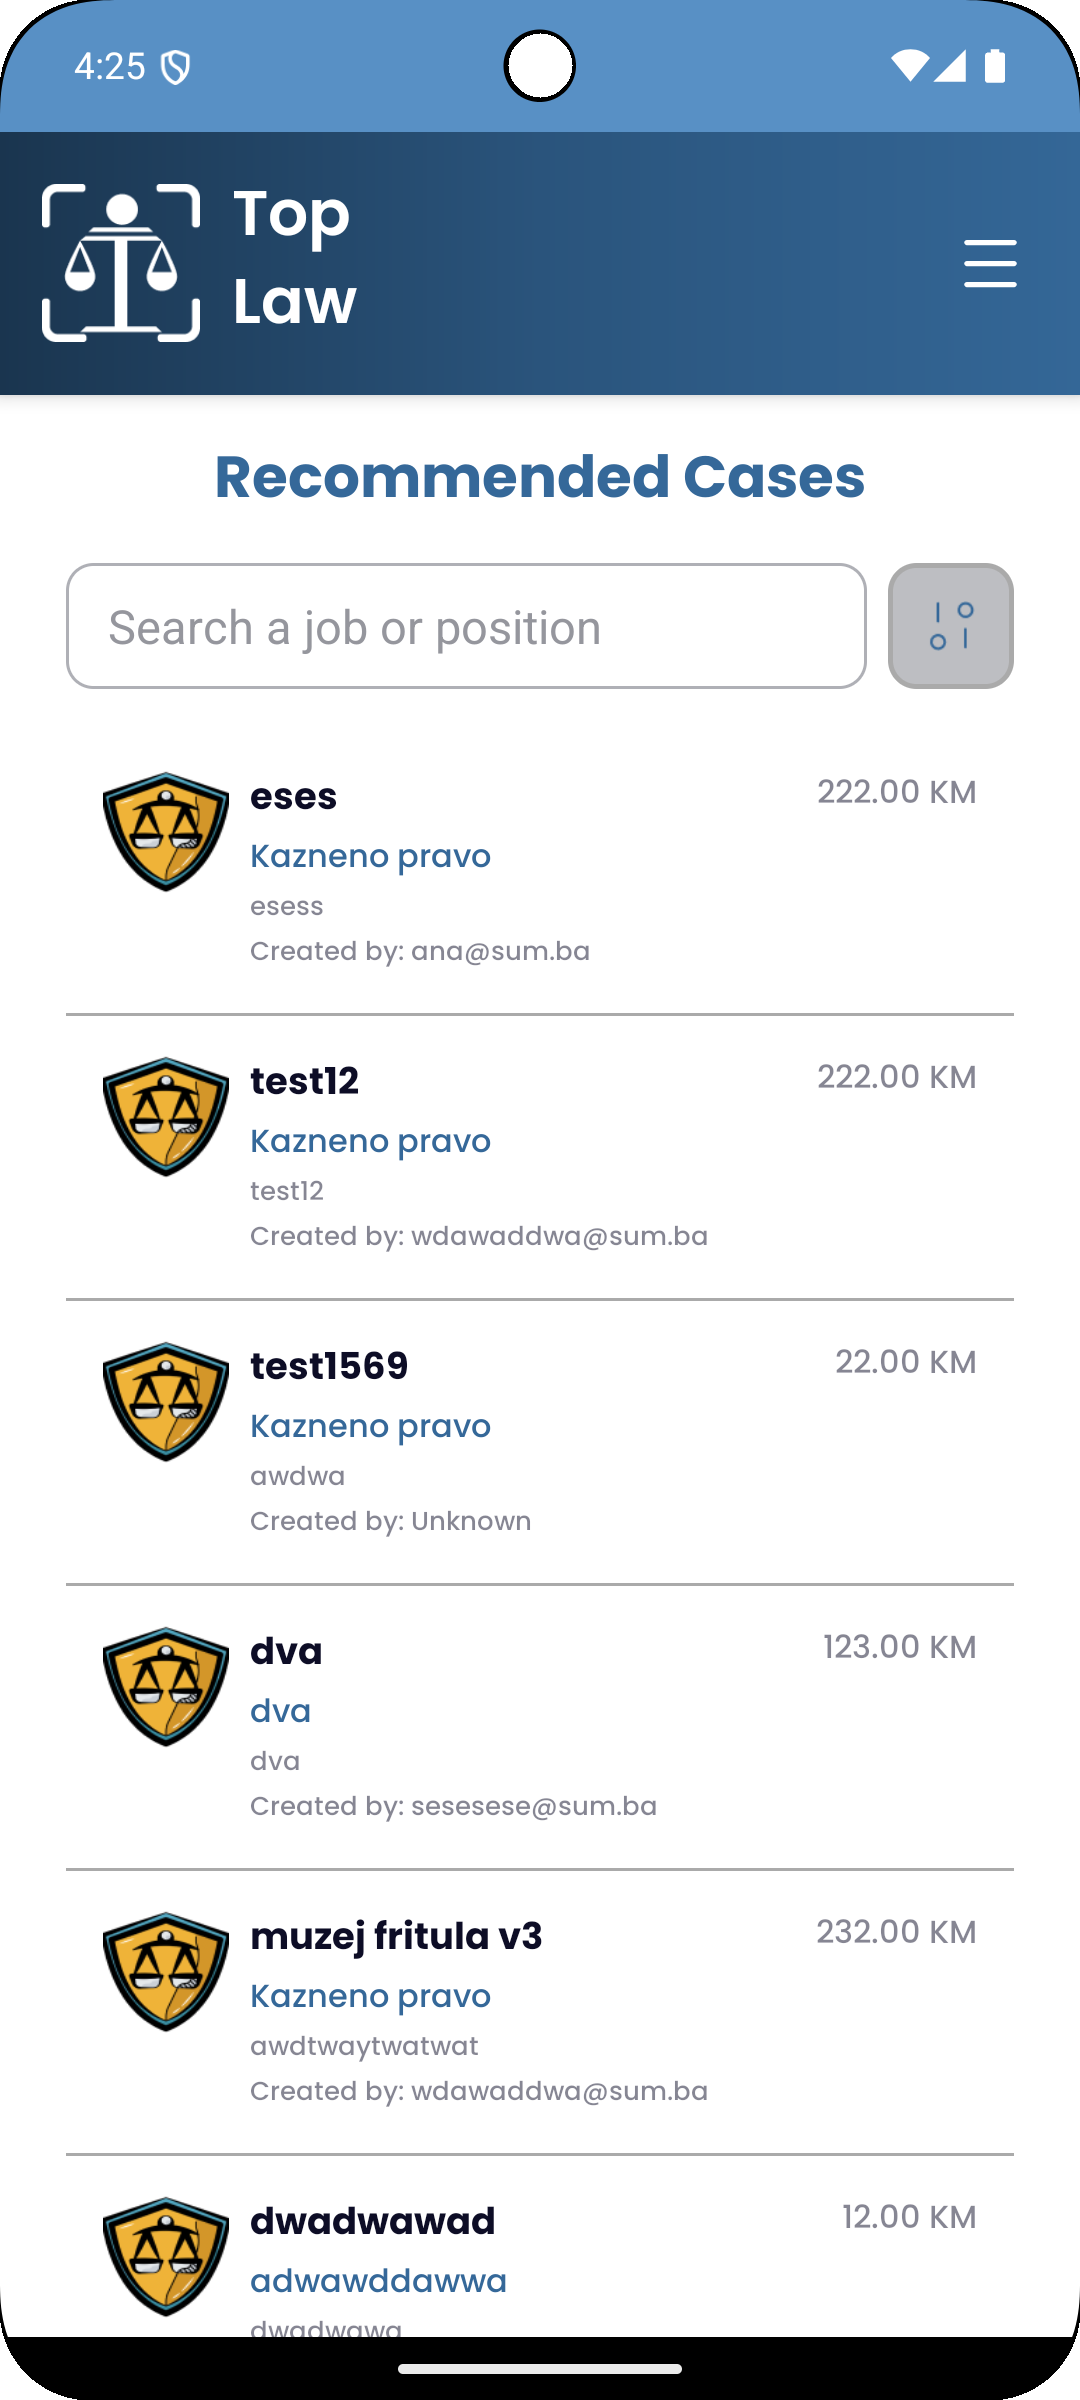 4:25
Top
Law
Recommended Cases
Search a job or position
eses
222.00 KM
Kazneno pravo
esess
Created by: ana@sum.ba
test12
222.00 KM
Kazneno pravo
test12
Created by: wdawaddwa@sum.ba
test1569
22.00 KM
Kazneno pravo
awdwa
Created by: Unknown
dva
123.00 KM
dva
dva
Created by: sesesese@sum.ba
muzej fritula v3
232.00 KM
Kazneno pravo
awdtwaytwatwat
Created by: wdawaddwa@sum.ba
dwadwawad
12.00 KM
adwawddawwa
dwadwawa